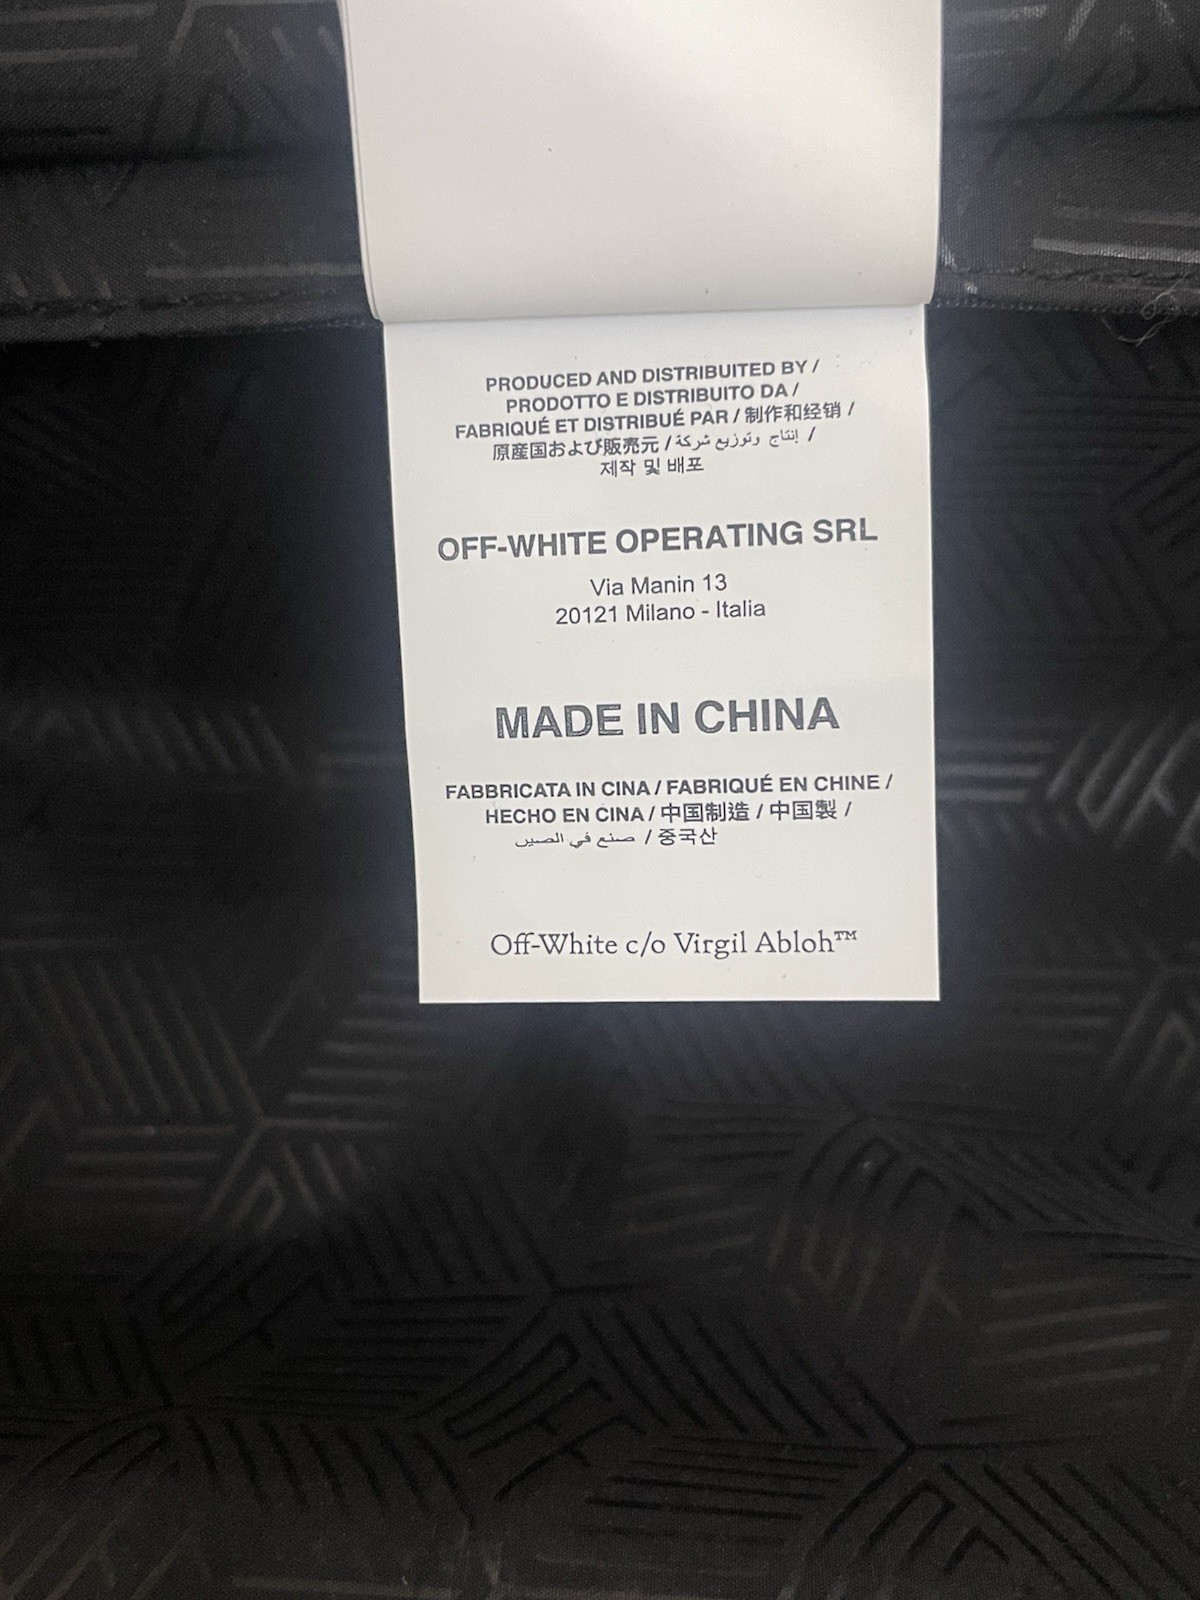 PRODUCED AND DISTRIBUITED BY /
PRODOTTO E DISTRIBUITO DA /
FABRIQUÉ ET DISTRIBUÉ PAR / 制作和经销 /
原産国および販売元 / إنتاج وتوزيع شركة /
제작 및 배포
OFF-WHITE OPERATING SRL
Via Manin 13
20121 Milano - Italia
MADE IN CHINA
FABBRICATA IN CINA / FABRIQUÉ EN CHINE /
HECHO EN CINA / 中国制造 / 中国製 /
صنع في الصين / 중국산
Off-White c/o Virgil Abloh™
OFF
OFF
OFF